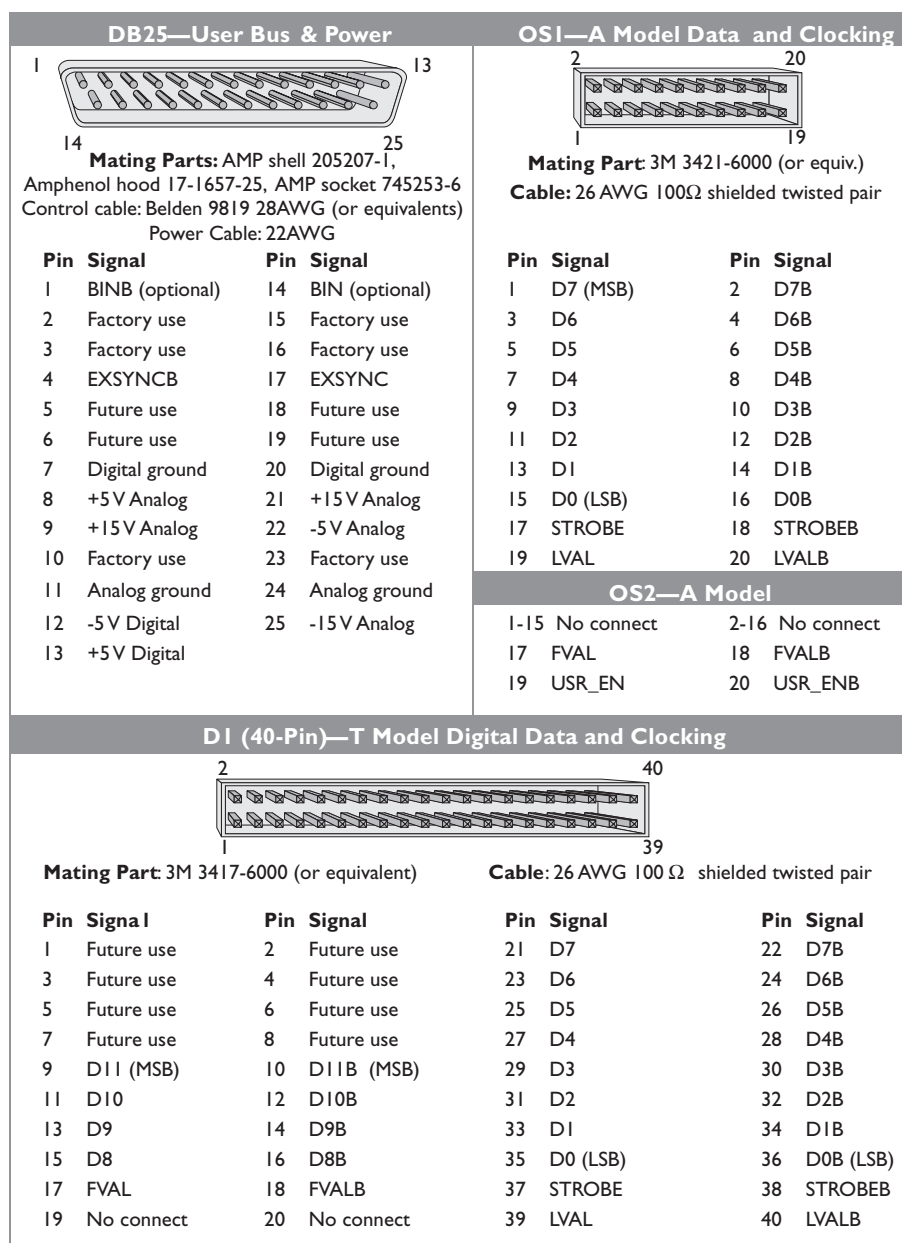 DB25—User Bus & Power
1 13
14 25
Mating Parts: AMP shell 205207-1,
Amphenol hood 17-1657-25, AMP socket 745253-6
Control cable: Belden 9819 28AWG (or equivalents)
Power Cable: 22AWG
Pin Signal Pin Signal
1 BINB (optional) 14 BIN (optional)
2 Factory use 15 Factory use
3 Factory use 16 Factory use
4 EXSYNCB 17 EXSYNC
5 Future use 18 Future use
6 Future use 19 Future use
7 Digital ground 20 Digital ground
8 +5 V Analog 21 +15 V Analog
9 +15 V Analog 22 -5 V Analog
10 Factory use 23 Factory use
11 Analog ground 24 Analog ground
12 -5 V Digital 25 -15 V Analog
13 +5 V Digital
OS1—A Model Data and Clocking
2 20
1 19
Mating Part: 3M 3421-6000 (or equiv.)
Cable: 26 AWG 100Ω shielded twisted pair
Pin Signal Pin Signal
1 D7 (MSB) 2 D7B
3 D6 4 D6B
5 D5 6 D5B
7 D4 8 D4B
9 D3 10 D3B
11 D2 12 D2B
13 D1 14 D1B
15 D0 (LSB) 16 D0B
17 STROBE 18 STROBEB
19 LVAL 20 LVALB
OS2—A Model
1-15 No connect 2-16 No connect
17 FVAL 18 FVALB
19 USR_EN 20 USR_ENB
D1 (40-Pin)—T Model Digital Data and Clocking
2 40
1 39
Mating Part: 3M 3417-6000 (or equivalent) Cable: 26 AWG 100 Ω shielded twisted pair
Pin Signal Pin Signal Pin Signal Pin Signal
1 Future use 2 Future use 21 D7 22 D7B
3 Future use 4 Future use 23 D6 24 D6B
5 Future use 6 Future use 25 D5 26 D5B
7 Future use 8 Future use 27 D4 28 D4B
9 D11 (MSB) 10 D11B (MSB) 29 D3 30 D3B
11 D10 12 D10B 31 D2 32 D2B
13 D9 14 D9B 33 D1 34 D1B
15 D8 16 D8B 35 D0 (LSB) 36 D0B (LSB)
17 FVAL 18 FVALB 37 STROBE 38 STROBEB
19 No connect 20 No connect 39 LVAL 40 LVALB